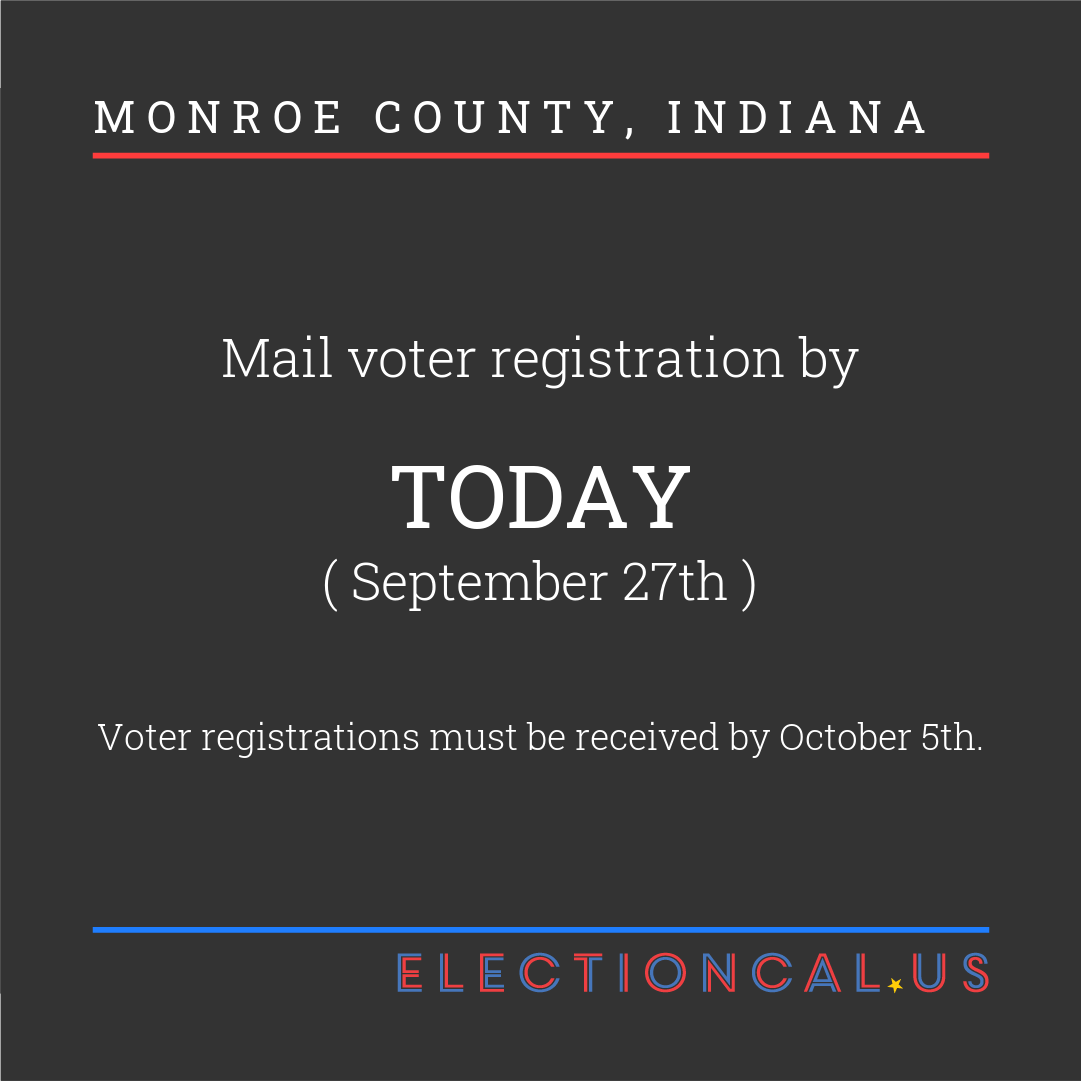 MONROE COUNTY, INDIANA
Mail voter registration by
TODAY
( September 27th )
Voter registrations must be received by October 5th.
ELECTIONCAL.US